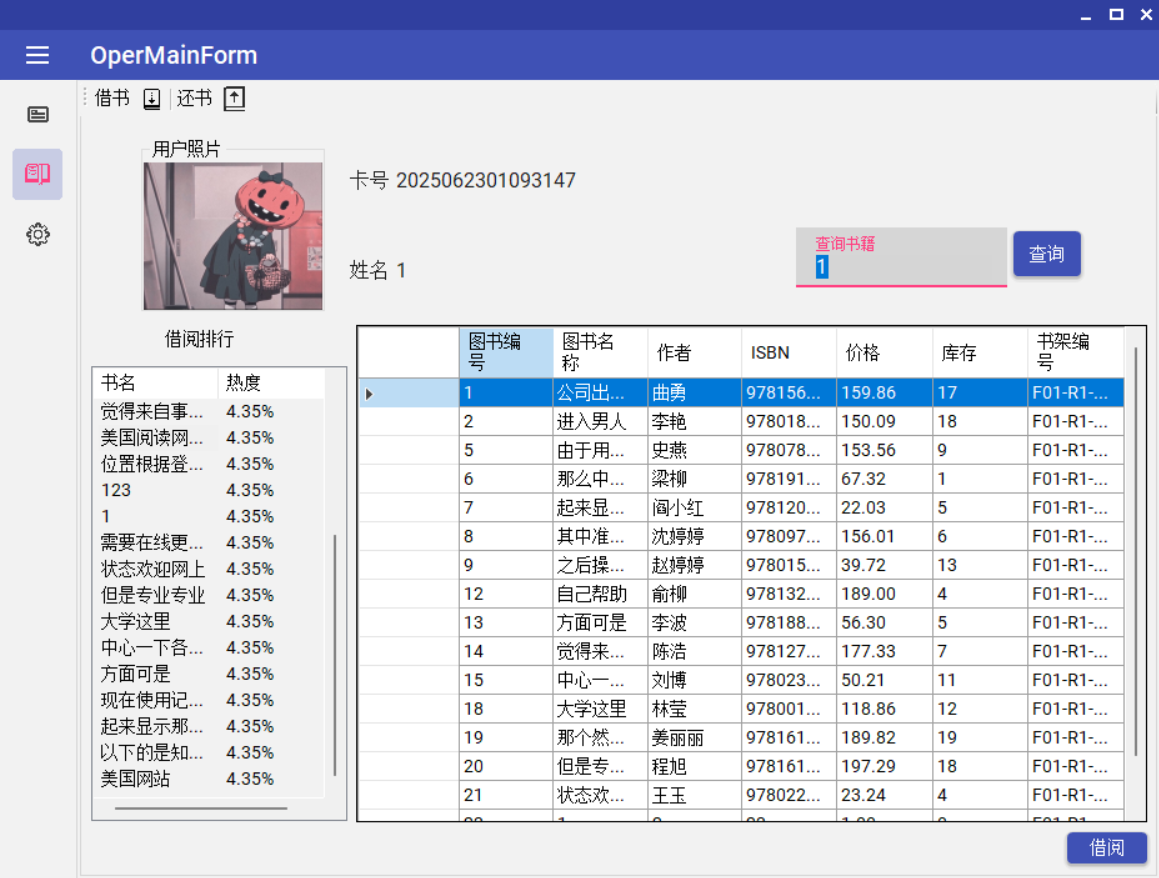 OperMainForm
借书 还书
用户照片
卡号 2025062301093147
姓名 1
查询书籍
1
查询
借阅排行
书名 热度
觉得来自事... 4.35%
美国阅读网... 4.35%
位置根据登... 4.35%
123 4.35%
1 4.35%
需要在线更... 4.35%
状态欢迎网上 4.35%
但是专业专业 4.35%
大学这里 4.35%
中心一下各... 4.35%
方面可是 4.35%
现在使用记... 4.35%
起来显示那... 4.35%
以下的是知... 4.35%
美国网站 4.35%
图书编号 图书名称 作者 ISBN 价格 库存 书架编号
1 公司出... 曲勇 978156... 159.86 17 F01-R1-...
2 进入男人 李艳 978018... 150.09 18 F01-R1-...
5 由于用... 史燕 978078... 153.56 9 F01-R1-...
6 那么中... 梁柳 978191... 67.32 1 F01-R1-...
7 起来显... 阎小红 978120... 22.03 5 F01-R1-...
8 其中准... 沈婷婷 978097... 156.01 6 F01-R1-...
9 之后操... 赵婷婷 978015... 39.72 13 F01-R1-...
12 自己帮助 俞柳 978132... 189.00 4 F01-R1-...
13 方面可是 李波 978188... 56.30 5 F01-R1-...
14 觉得来... 陈浩 978127... 177.33 7 F01-R1-...
15 中心一... 刘博 978023... 50.21 11 F01-R1-...
18 大学这里 林莹 978001... 118.86 12 F01-R1-...
19 那个然... 姜丽丽 978161... 189.82 19 F01-R1-...
20 但是专... 程旭 978161... 197.29 18 F01-R1-...
21 状态欢... 王玉 978022... 23.24 4 F01-R1-...
借阅